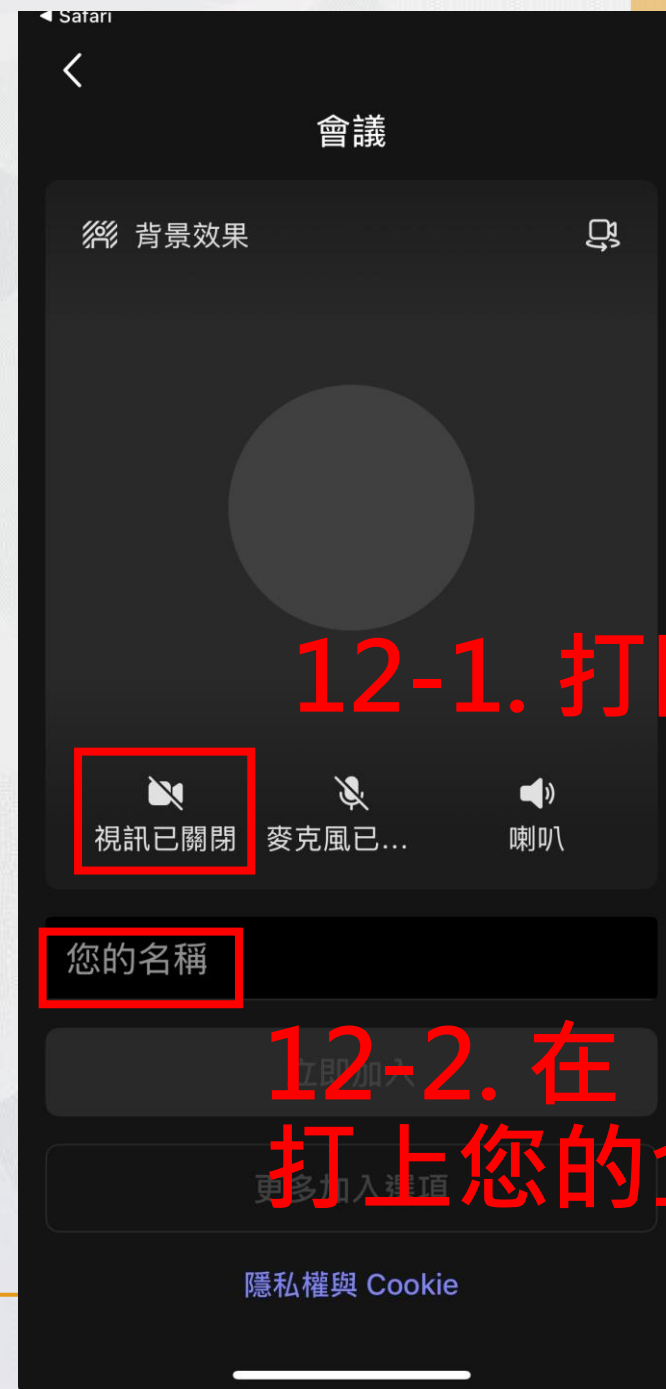 ◀ Safari
會議
背景效果
12-1. 打
視訊已關閉 麥克風已... 喇叭
您的名稱
立即加入
12-2. 在
更多加入選項
打上您的
隱私權與 Cookie